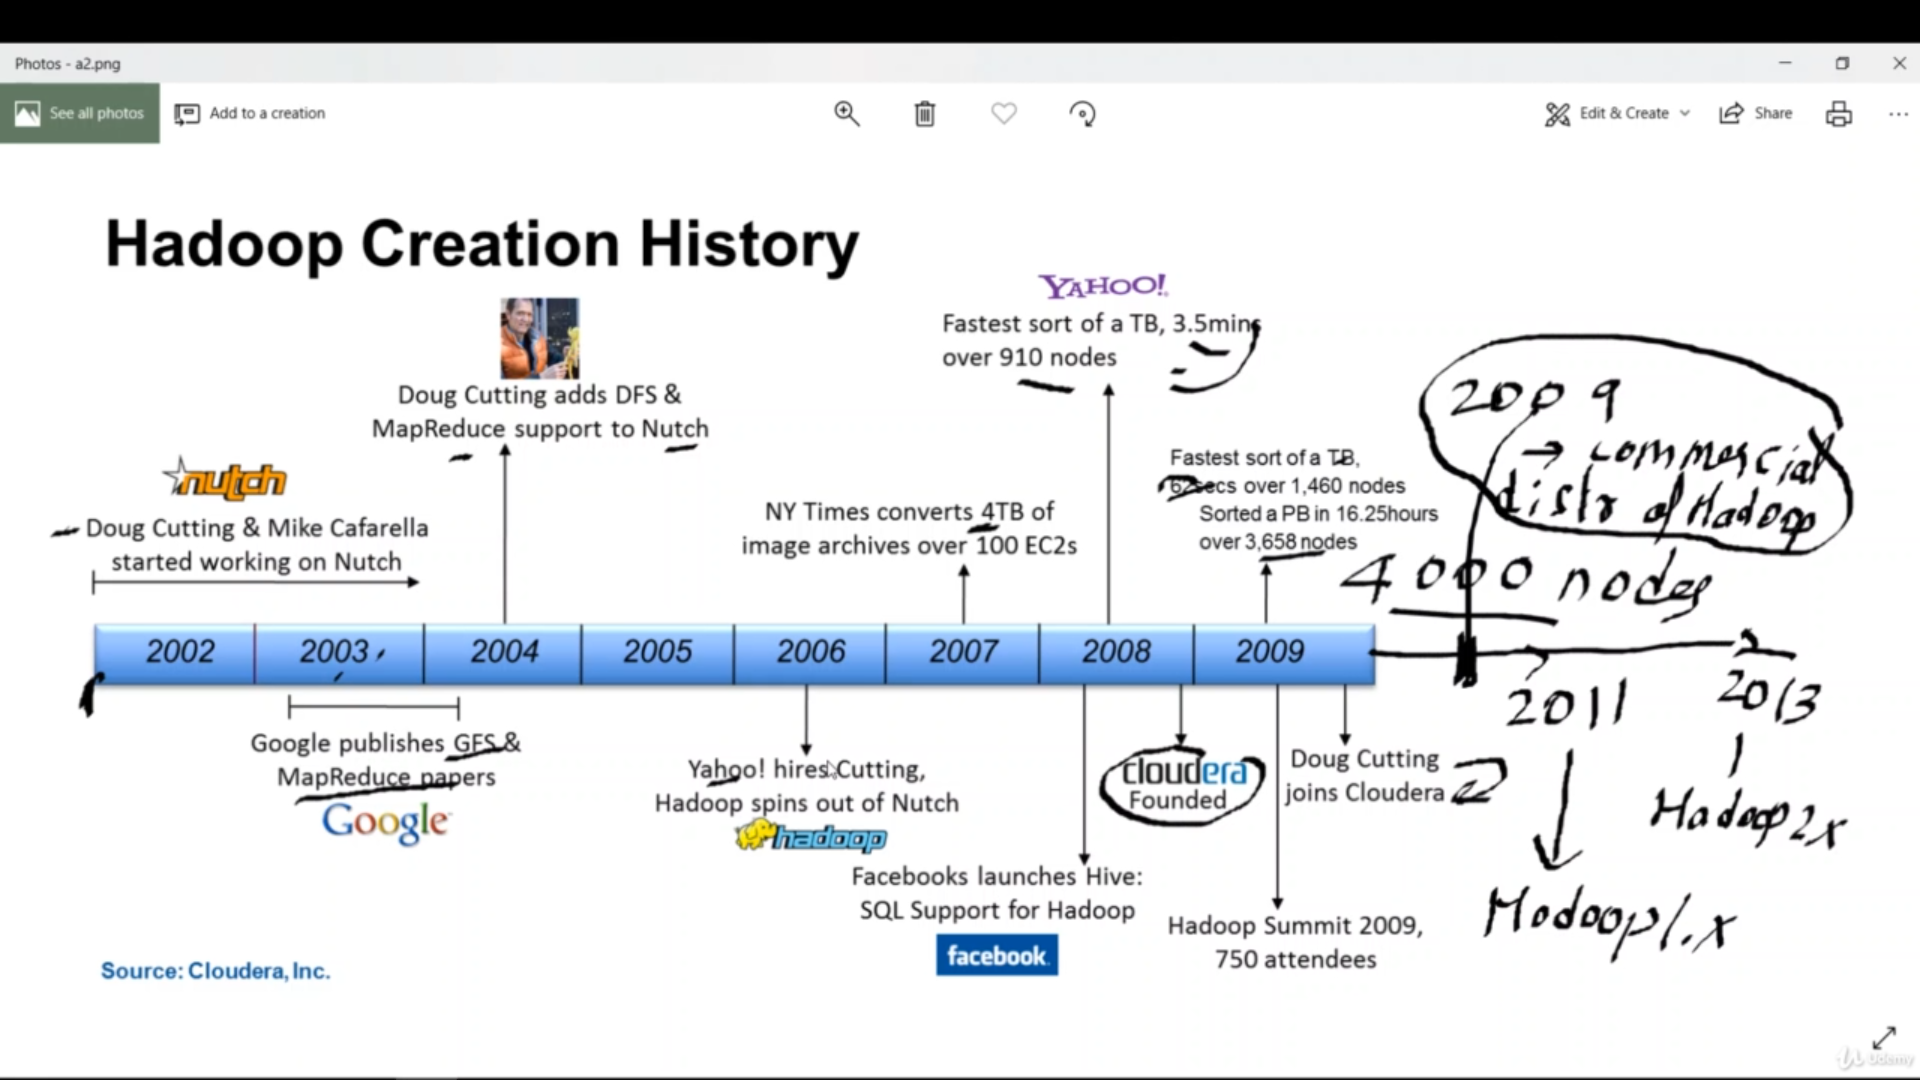 Photos - a2.png
See all photos
Add to a creation
Edit & Create
Share
Hadoop Creation History
YAHOO!
Fastest sort of a TB, 3.5mins
over 910 nodes
Doug Cutting adds DFS &
MapReduce support to Nutch
2009
→ commercial
distr of Hadoop
nutch
Doug Cutting & Mike Cafarella
started working on Nutch
NY Times converts 4TB of
image archives over 100 EC2s
Fastest sort of a TB,
62secs over 1,460 nodes
Sorted a PB in 16.25hours
over 3,658 nodes
4000 nodes
2002 2003 2004 2005 2006 2007 2008 2009
2011
2013
Google publishes GFS &
MapReduce papers
Google
Yahoo! hires Cutting,
Hadoop spins out of Nutch
hadoop
cloudera
Founded
Doug Cutting
joins Cloudera
Hadoop 2x
Facebooks launches Hive:
SQL Support for Hadoop
facebook
Hadoop Summit 2009,
750 attendees
Hadoop 1.x
Source: Cloudera, Inc.
Udemy